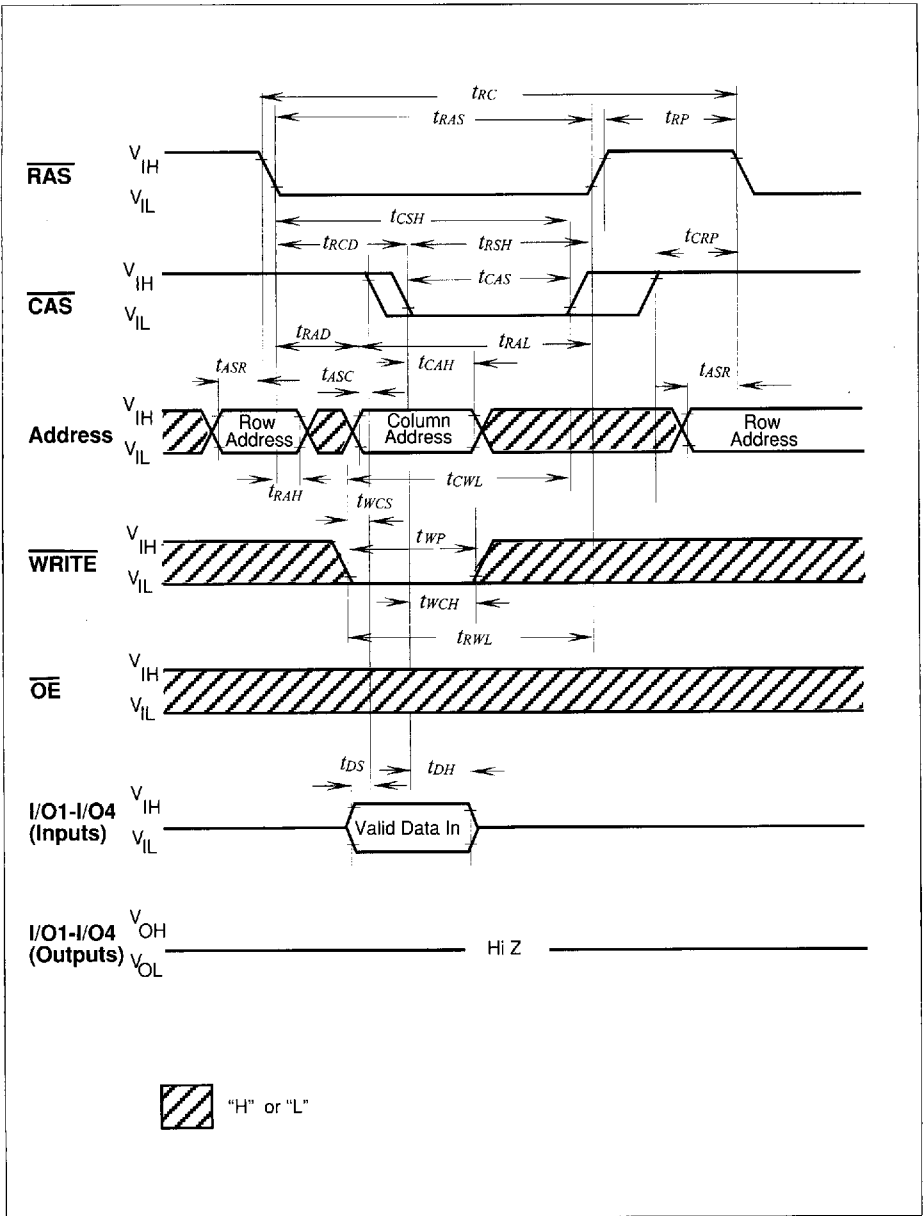 tRC
tRAS
tRP
RAS
VIH
VIL
tCSH
tRCD
tRSH
tCRP
CAS
VIH
VIL
tCAS
tRAD
tRAL
tASR
tASC
tCAH
tASR
Address
VIH
VIL
Row
Address
Column
Address
Row
Address
tRAH
tWCS
tCWL
WRITE
VIH
VIL
tWP
tWCH
tRWL
OE
VIH
VIL
tDS
tDH
I/O1-I/O4
(Inputs)
VIH
VIL
Valid Data In
I/O1-I/O4
(Outputs)
VOH
VOL
Hi Z
"H" or "L"